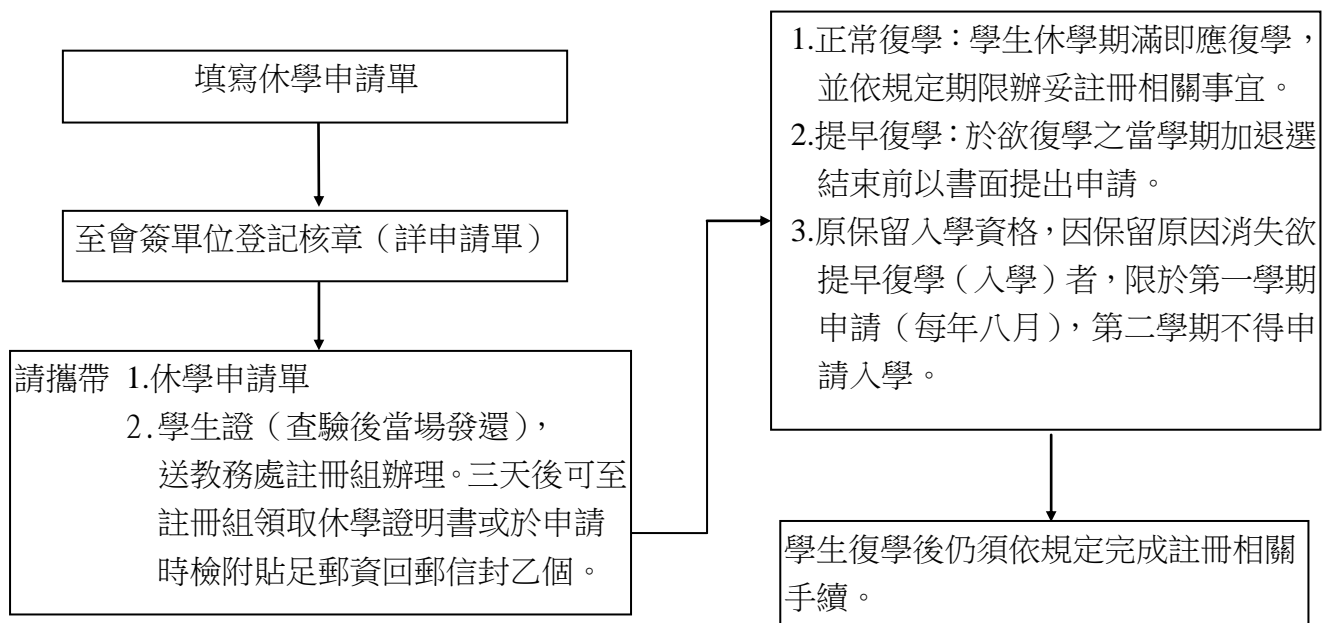 填寫休學申請單
至會簽單位登記核章（詳申請單）
請攜帶 1.休學申請單
2.學生證（查驗後當場發還），
送教務處註冊組辦理。三天後可至
註冊組領取休學證明書或於申請
時檢附貼足郵資回郵信封乙個。
1.正常復學：學生休學期滿即應復學，
並依規定期限辦妥註冊相關事宜。
2.提早復學：於欲復學之當學期加退選
結束前以書面提出申請。
3.原保留入學資格，因保留原因消失欲
提早復學（入學）者，限於第一學期
申請（每年八月），第二學期不得申
請入學。
學生復學後仍須依規定完成註冊相關
手續。